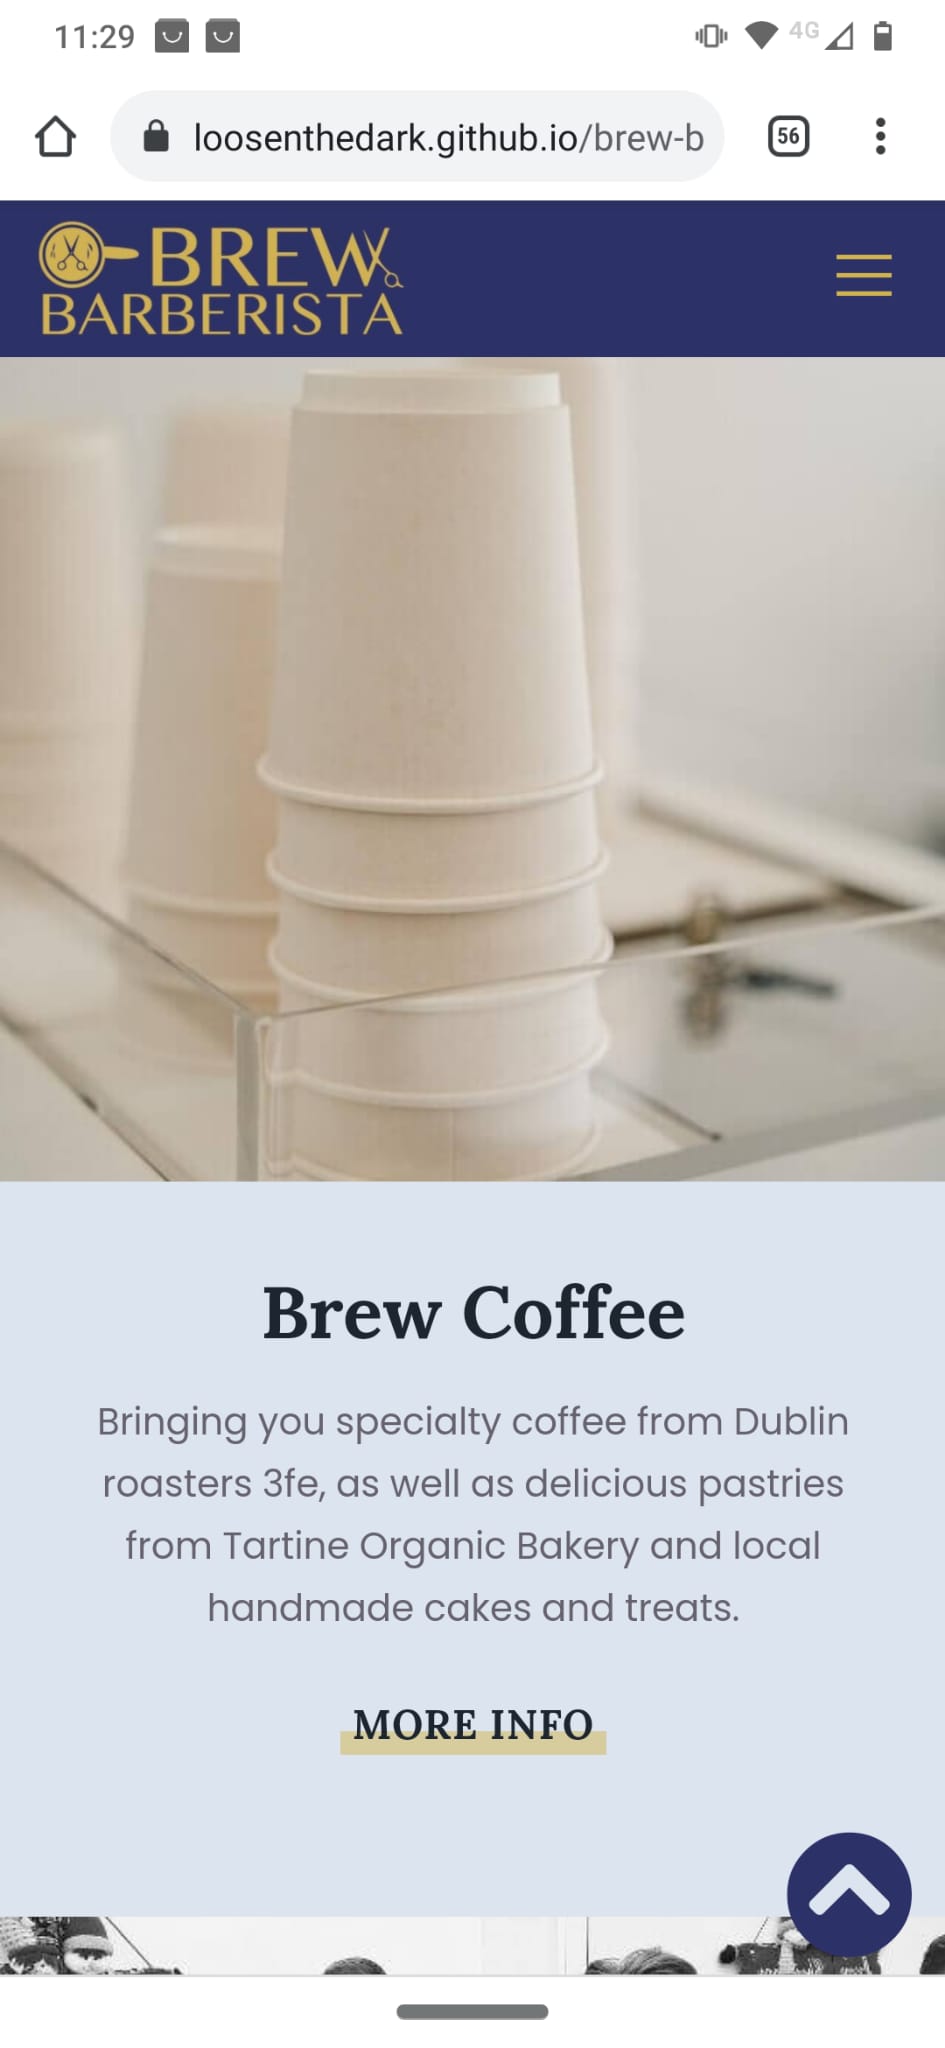 11:29
4G
loosenthedark.github.io/brew-b
56
BREW
BARBERISTA
Brew Coffee
Bringing you specialty coffee from Dublin
roasters 3fe, as well as delicious pastries
from Tartine Organic Bakery and local
handmade cakes and treats.
MORE INFO